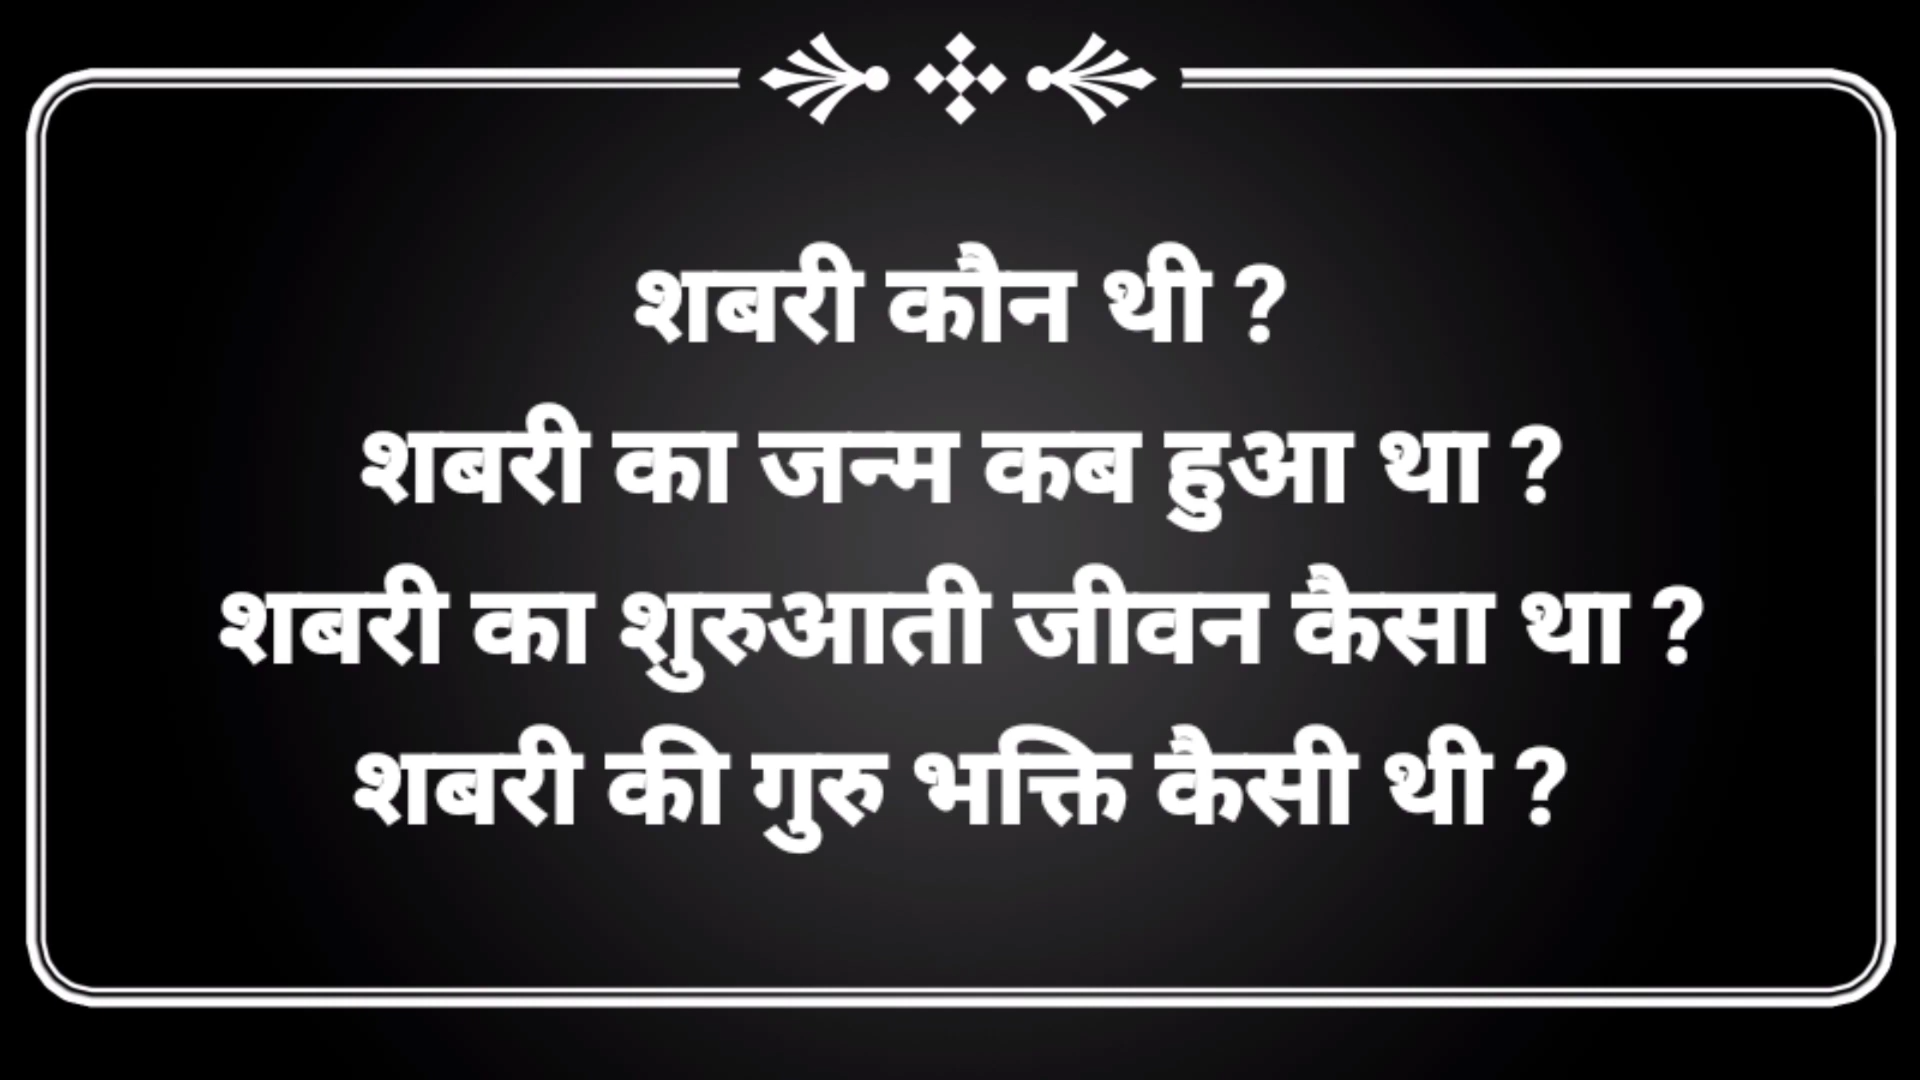 शबरी कौन थी ?
शबरी का जन्म कब हुआ था ?
शबरी का शुरुआती जीवन कैसा था ?
शबरी की गुरु भक्ति कैसी थी ?